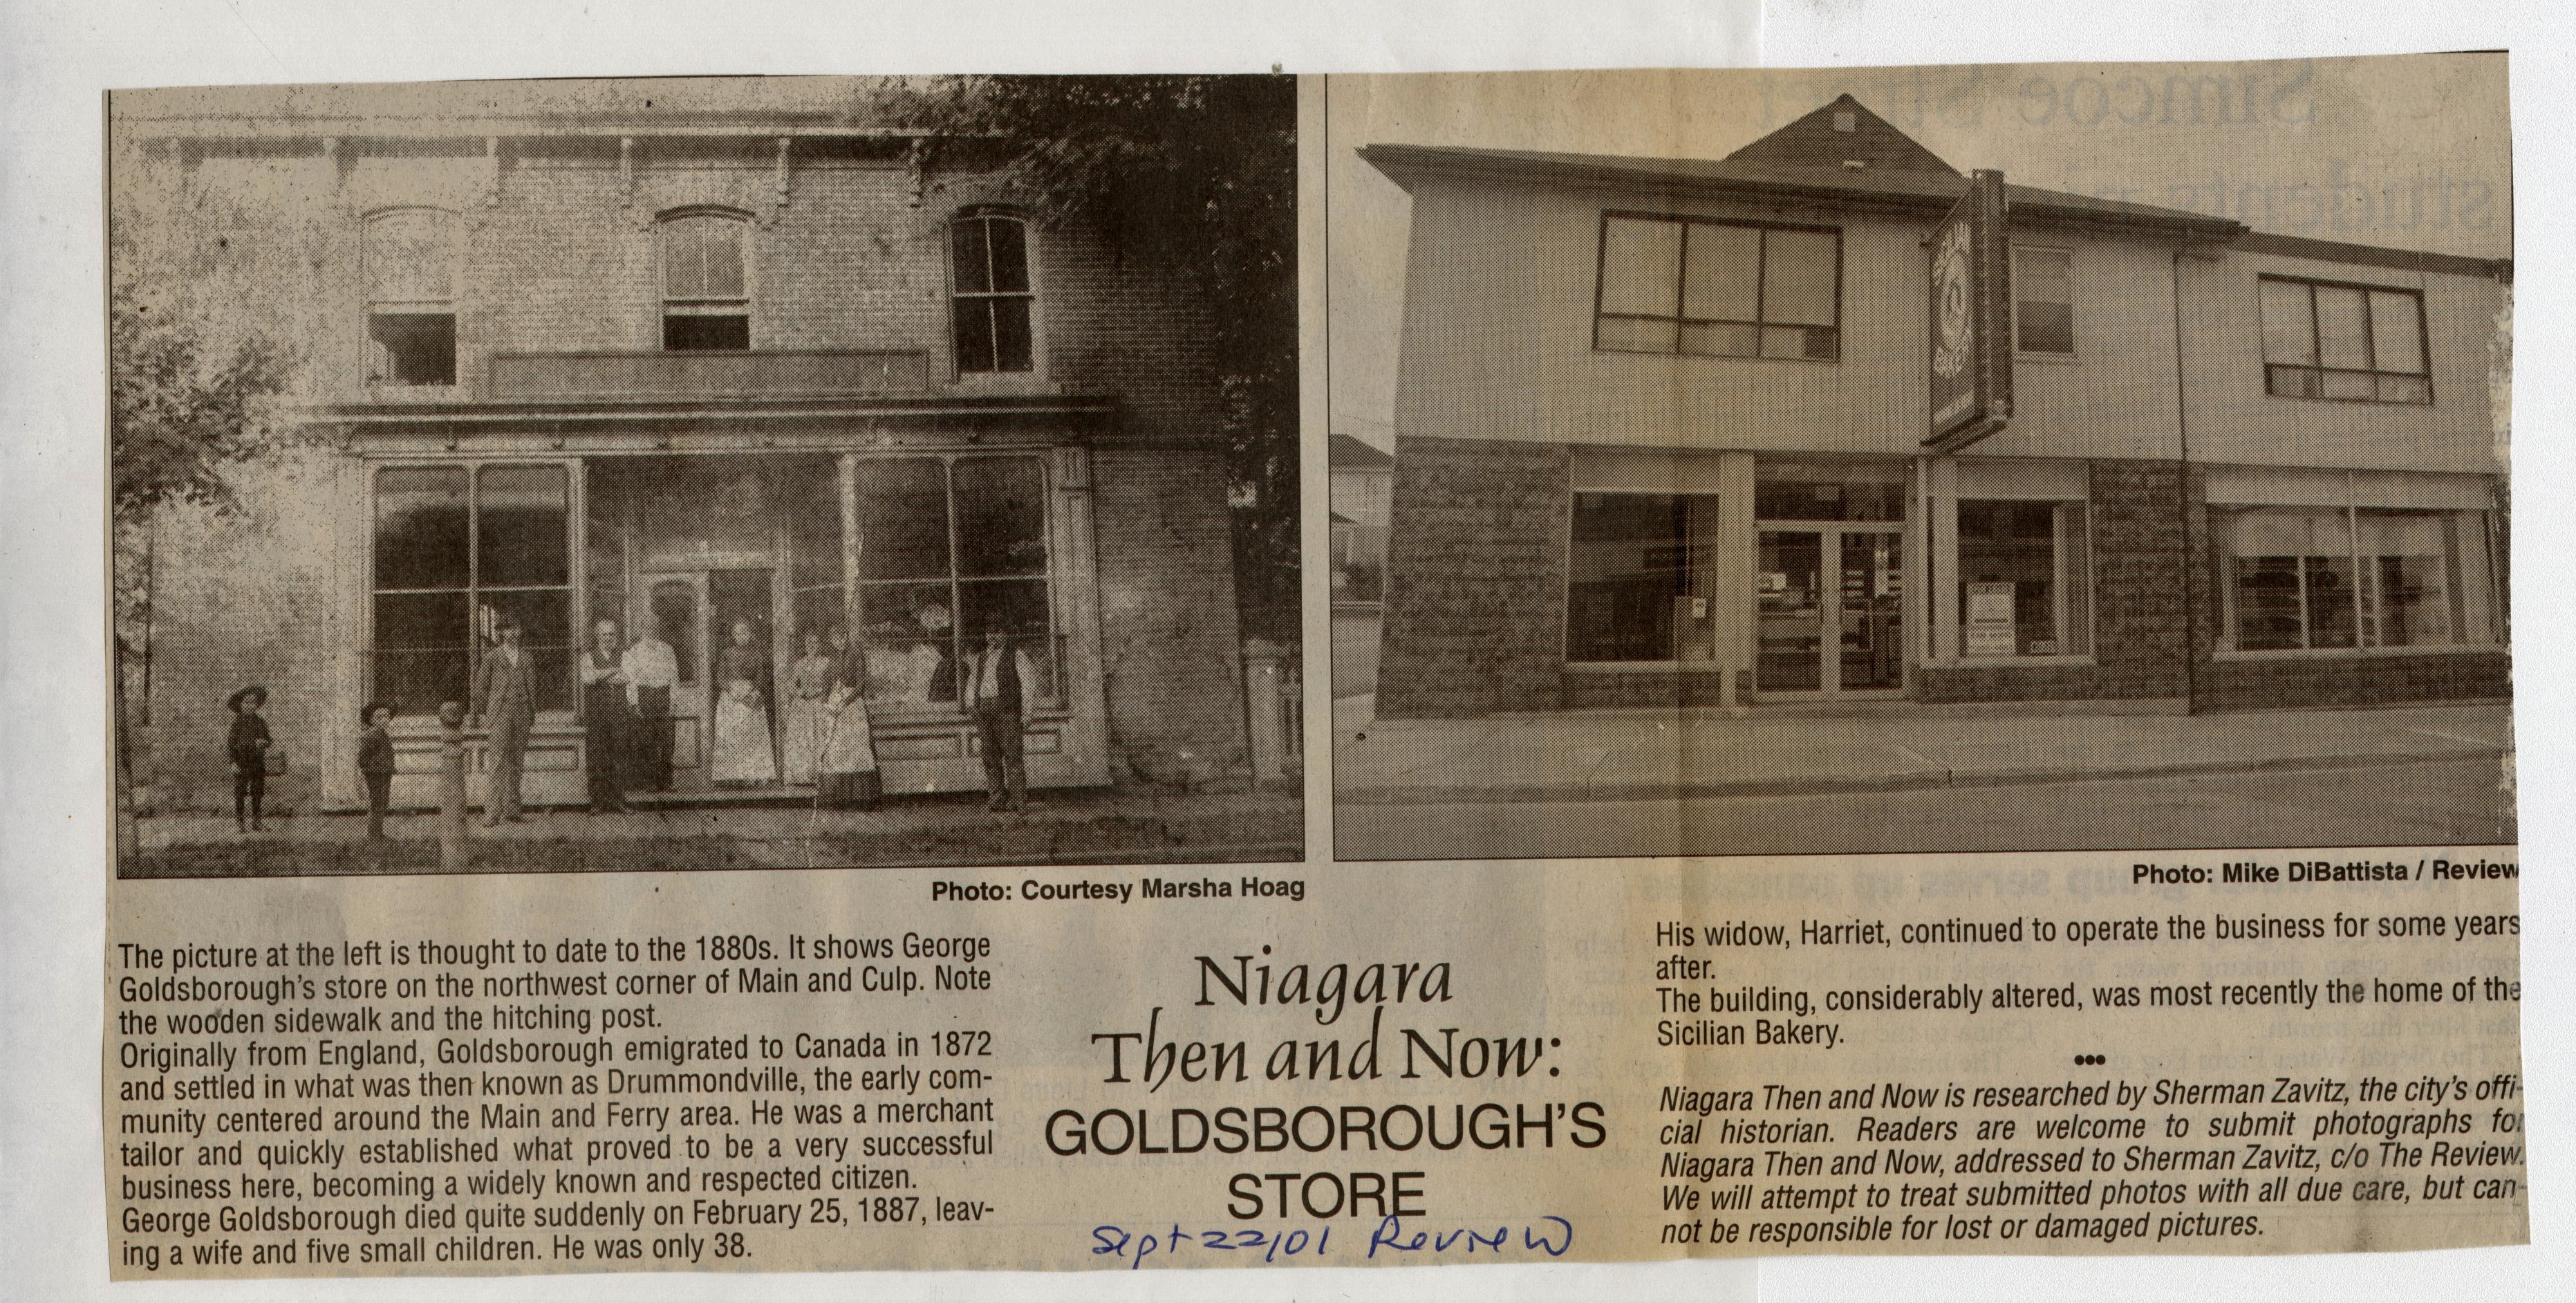 BAKERY
Photo: Courtesy Marsha Hoag
Photo: Mike DiBattista / Review
The picture at the left is thought to date to the 1880s. It shows George
Goldsborough's store on the northwest corner of Main and Culp. Note
the wooden sidewalk and the hitching post.
Originally from England, Goldsborough emigrated to Canada in 1872
and settled in what was then known as Drummondville, the early com-
munity centered around the Main and Ferry area. He was a merchant
tailor and quickly established what proved to be a very successful
business here, becoming a widely known and respected citizen.
George Goldsborough died quite suddenly on February 25, 1887, leav-
ing a wife and five small children. He was only 38.
Niagara
Then and Now:
GOLDSBOROUGH'S
STORE
Sept 22/01 Review
His widow, Harriet, continued to operate the business for some years
after.
The building, considerably altered, was most recently the home of the
Sicilian Bakery.
•••
Niagara Then and Now is researched by Sherman Zavitz, the city's offi-
cial historian. Readers are welcome to submit photographs for
Niagara Then and Now, addressed to Sherman Zavitz, c/o The Review.
We will attempt to treat submitted photos with all due care, but can-
not be responsible for lost or damaged pictures.